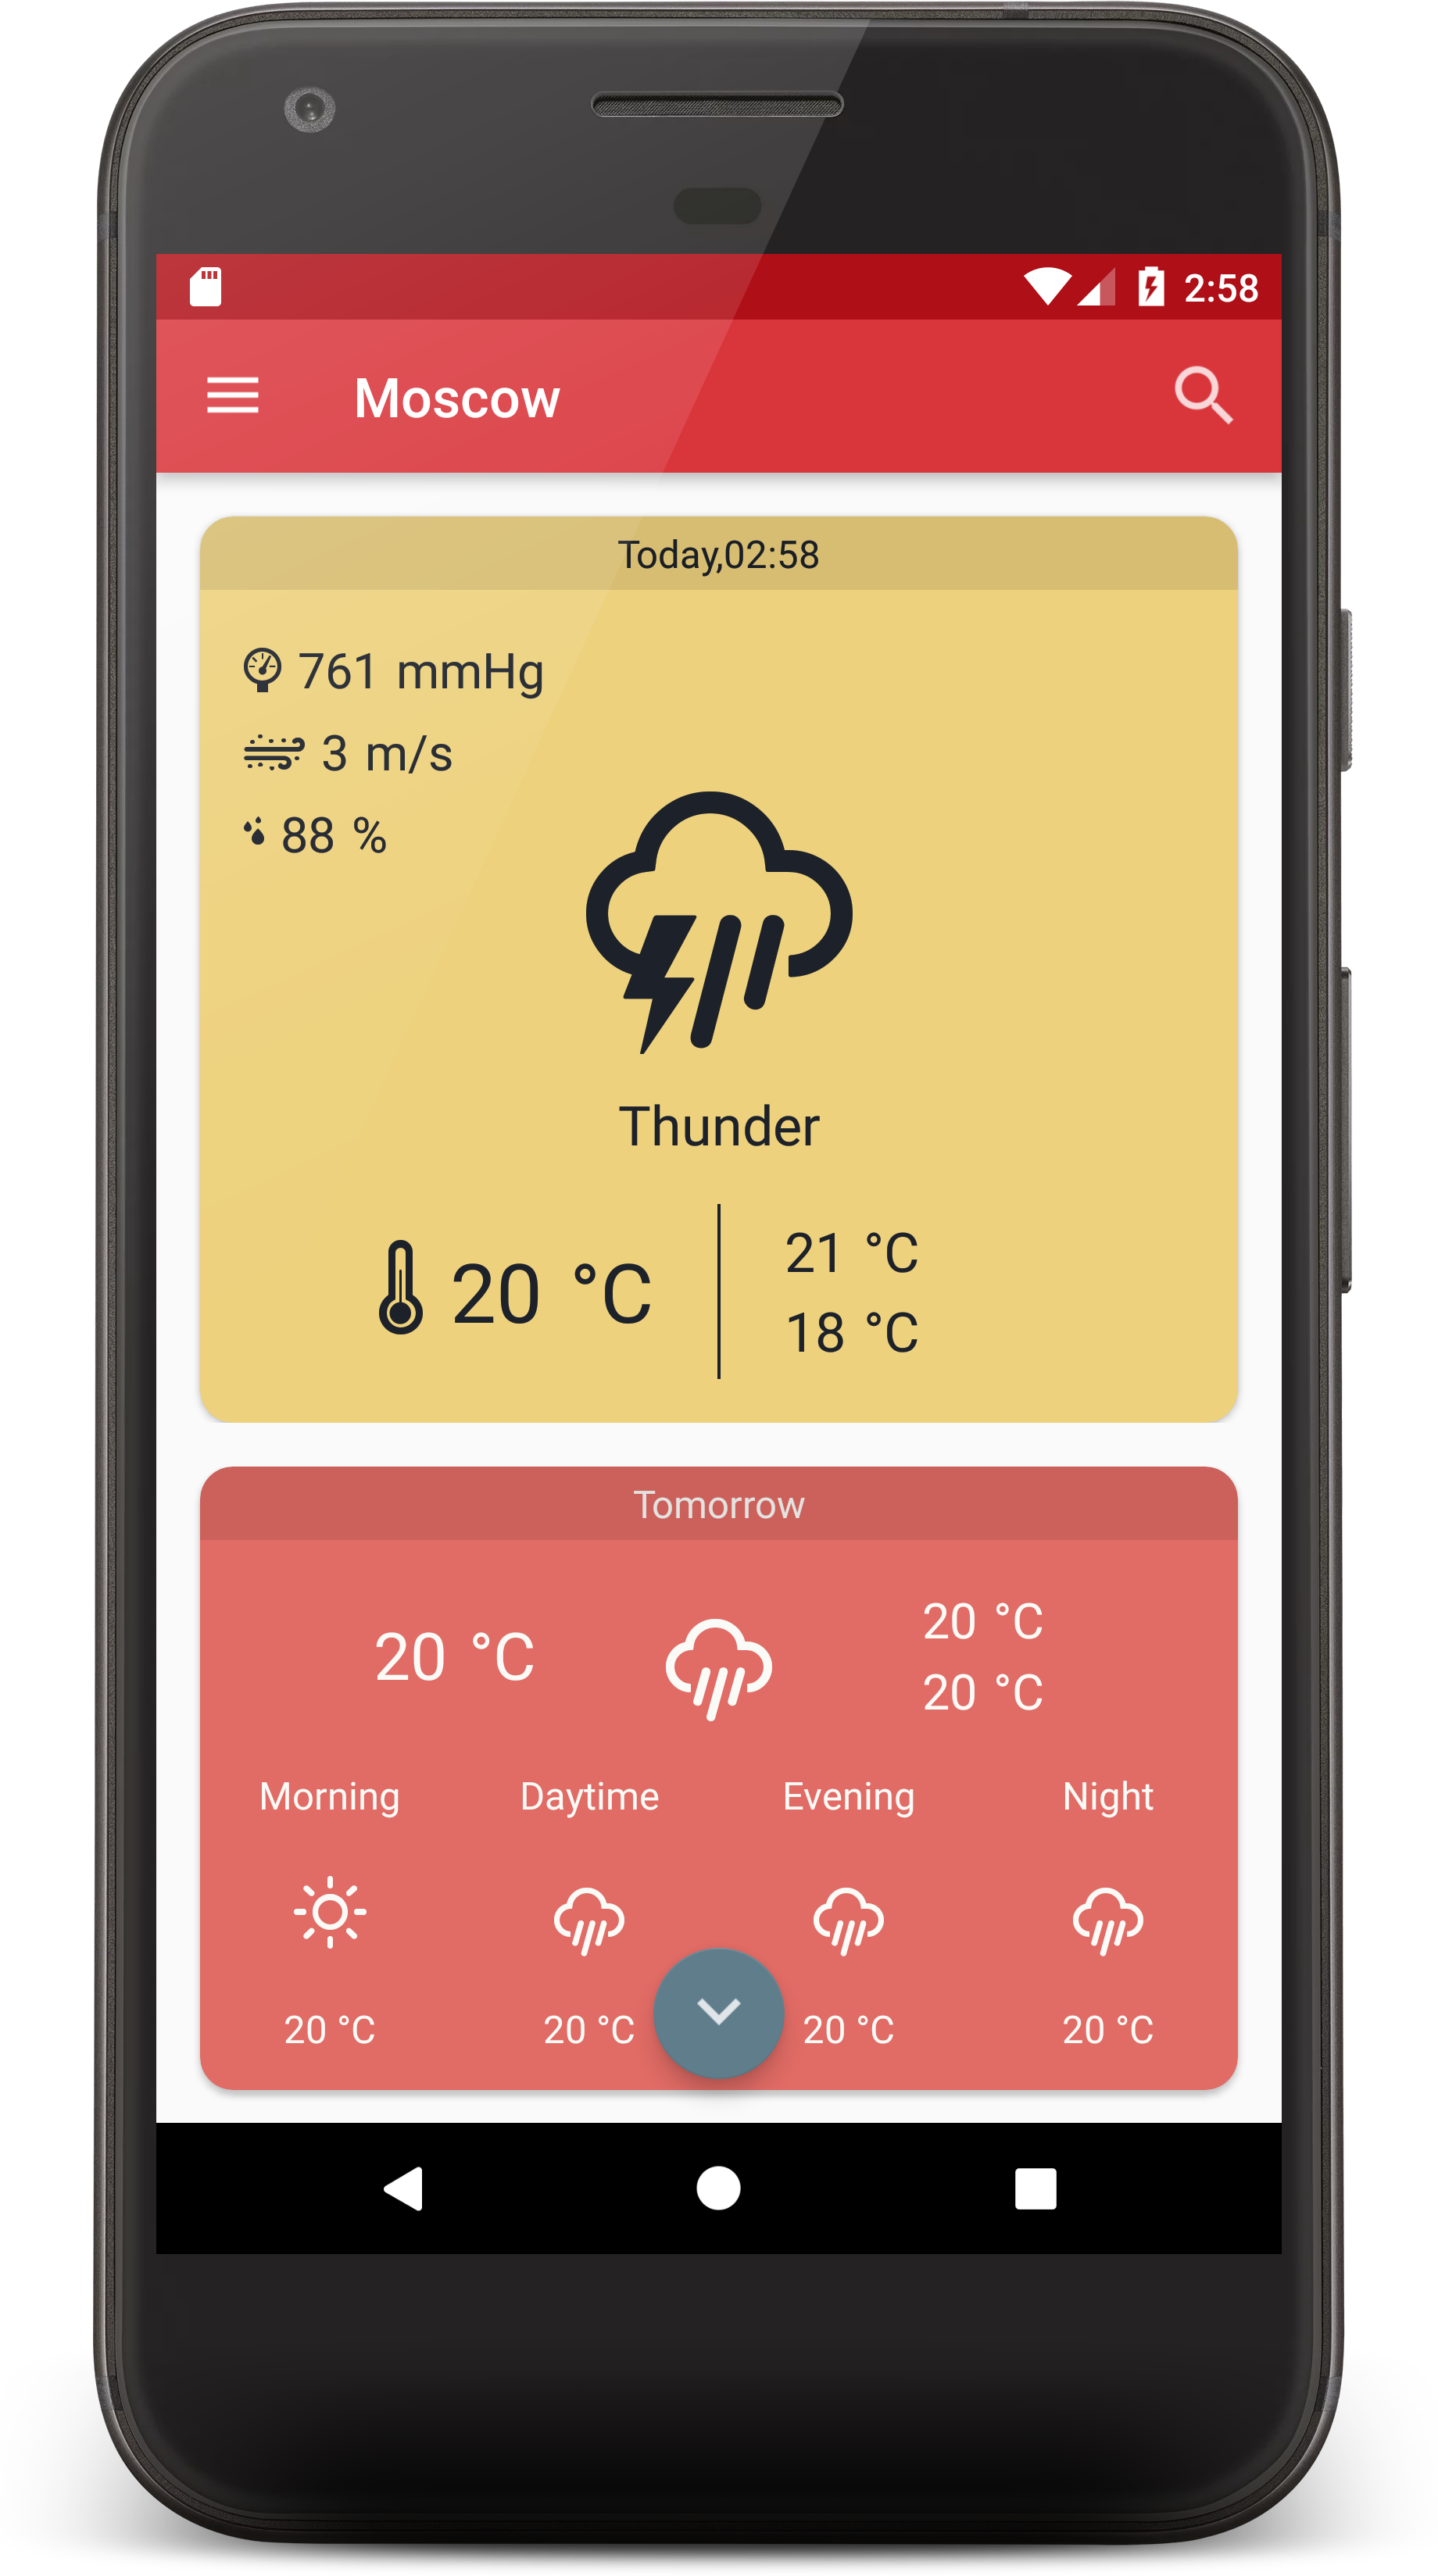 2:58
Moscow
Today,02:58
761 mmHg
3 m/s
88 %
Thunder
20 °C
21 °C
18 °C
Tomorrow
20 °C
20 °C
20 °C
Morning Daytime Evening Night
20 °C 20 °C 20 °C 20 °C